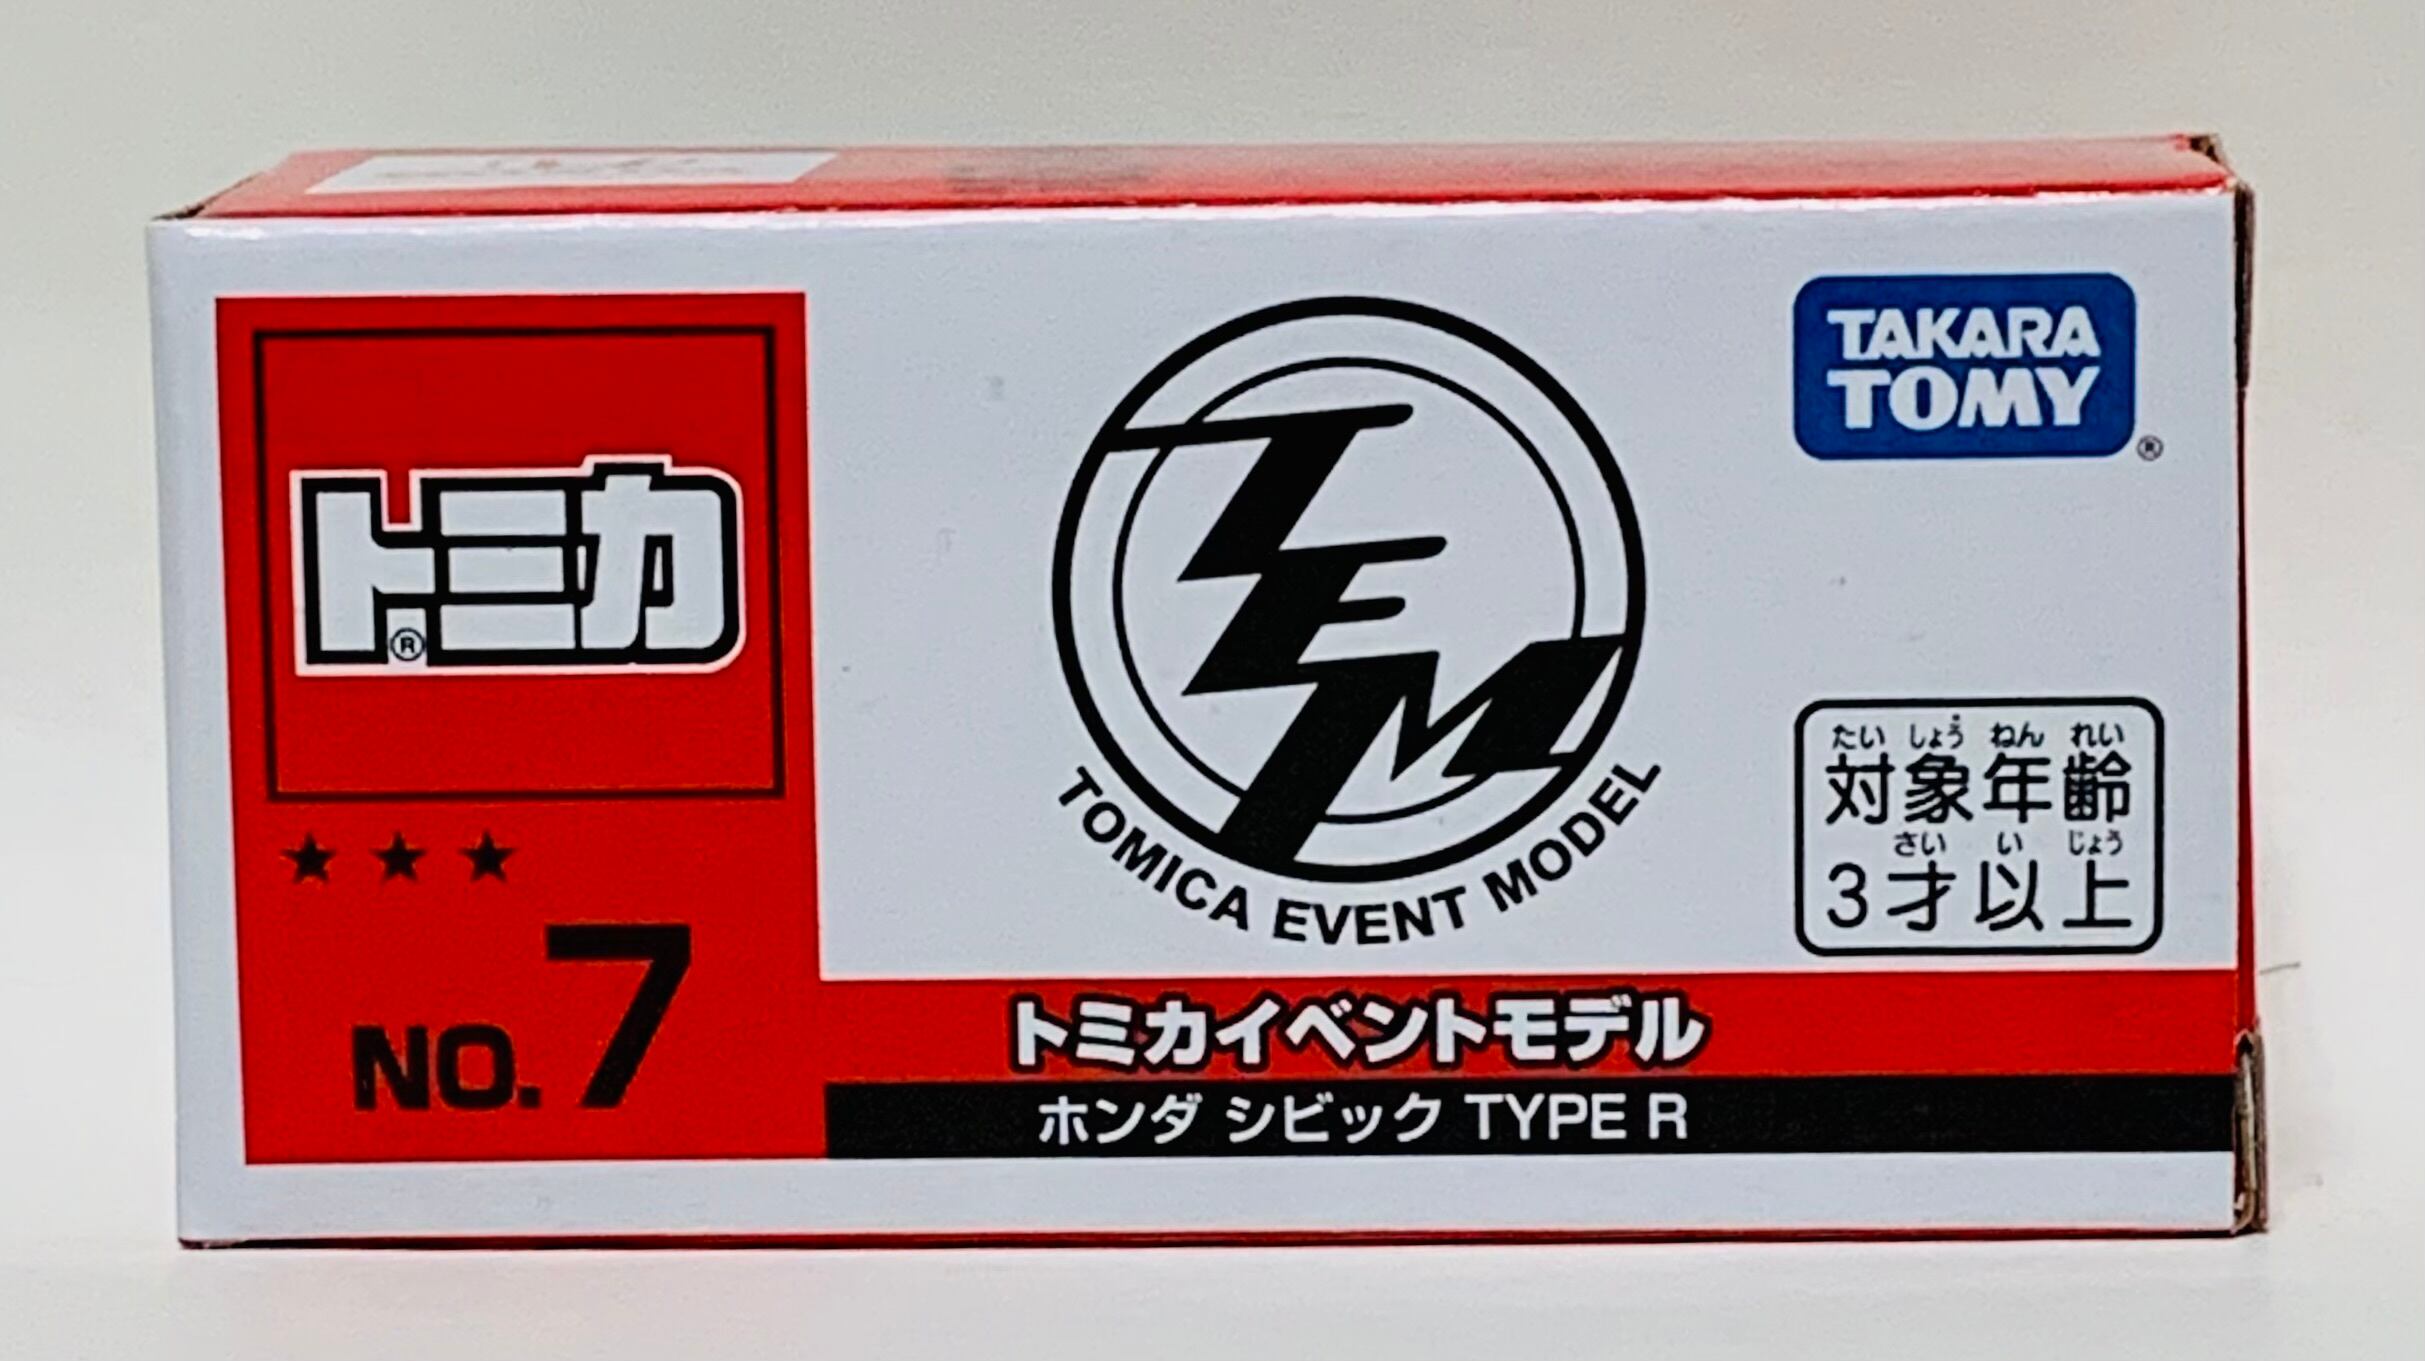 トミカ®
★★★
NO.7
TEM
TOMICA EVENT MODEL
TAKARA
TOMY®
たいしょうねんれい
対象年齢
さいいじょう
3才以上
トミカイベントモデル
ホンダ シビック TYPE R